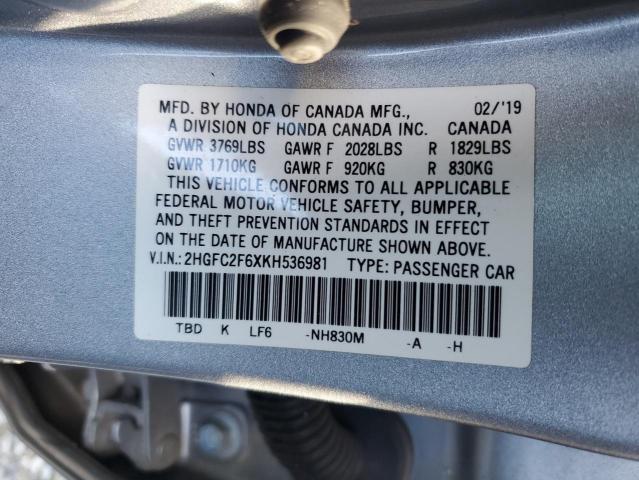 MFD. BY HONDA OF CANADA MFG., 02/'19
A DIVISION OF HONDA CANADA INC. CANADA
GVWR 3769LBS GAWR F 2028LBS R 1829LBS
GVWR 1710KG GAWR F 920KG R 830KG
THIS VEHICLE CONFORMS TO ALL APPLICABLE
FEDERAL MOTOR VEHICLE SAFETY, BUMPER,
AND THEFT PREVENTION STANDARDS IN EFFECT
ON THE DATE OF MANUFACTURE SHOWN ABOVE.
V.I.N.: 2HGFC2F6XKH536981 TYPE: PASSENGER CAR
TBD K LF6 -NH830M -A -H